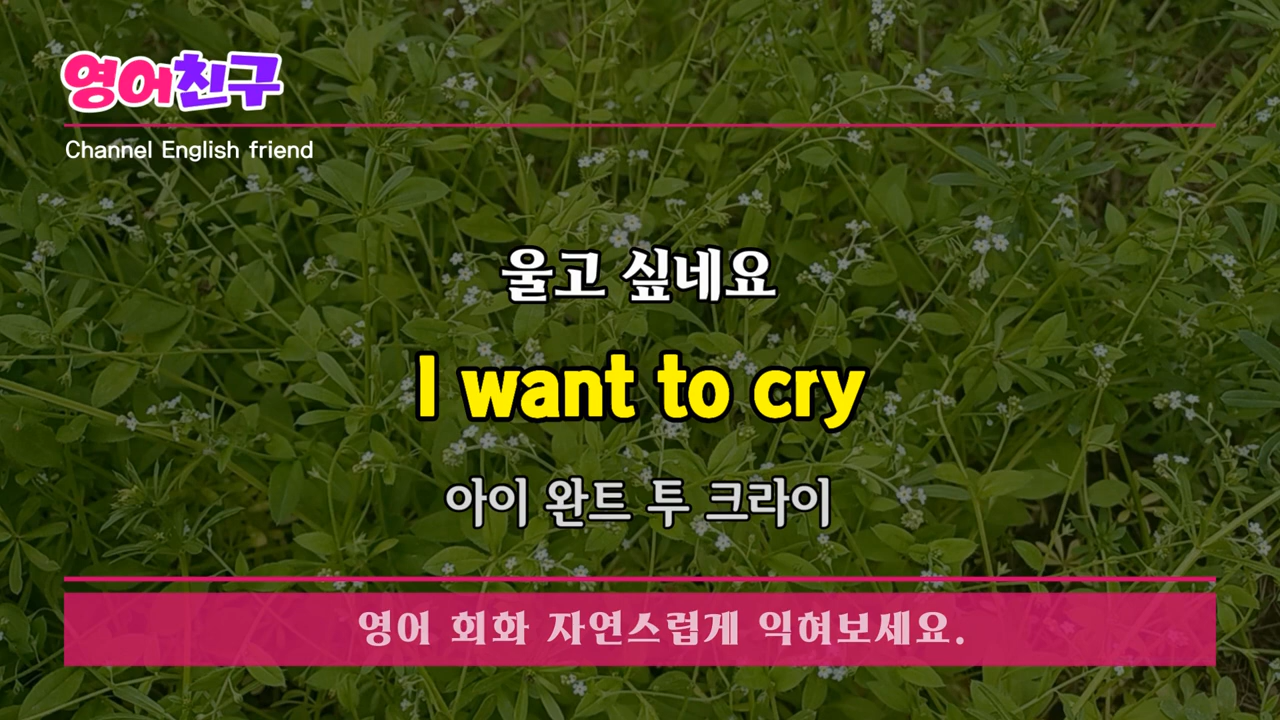 영어친구
Channel English friend
울고 싶네요
I want to cry
아이 완트 투 크라이
영어 회화 자연스럽게 익혀보세요.